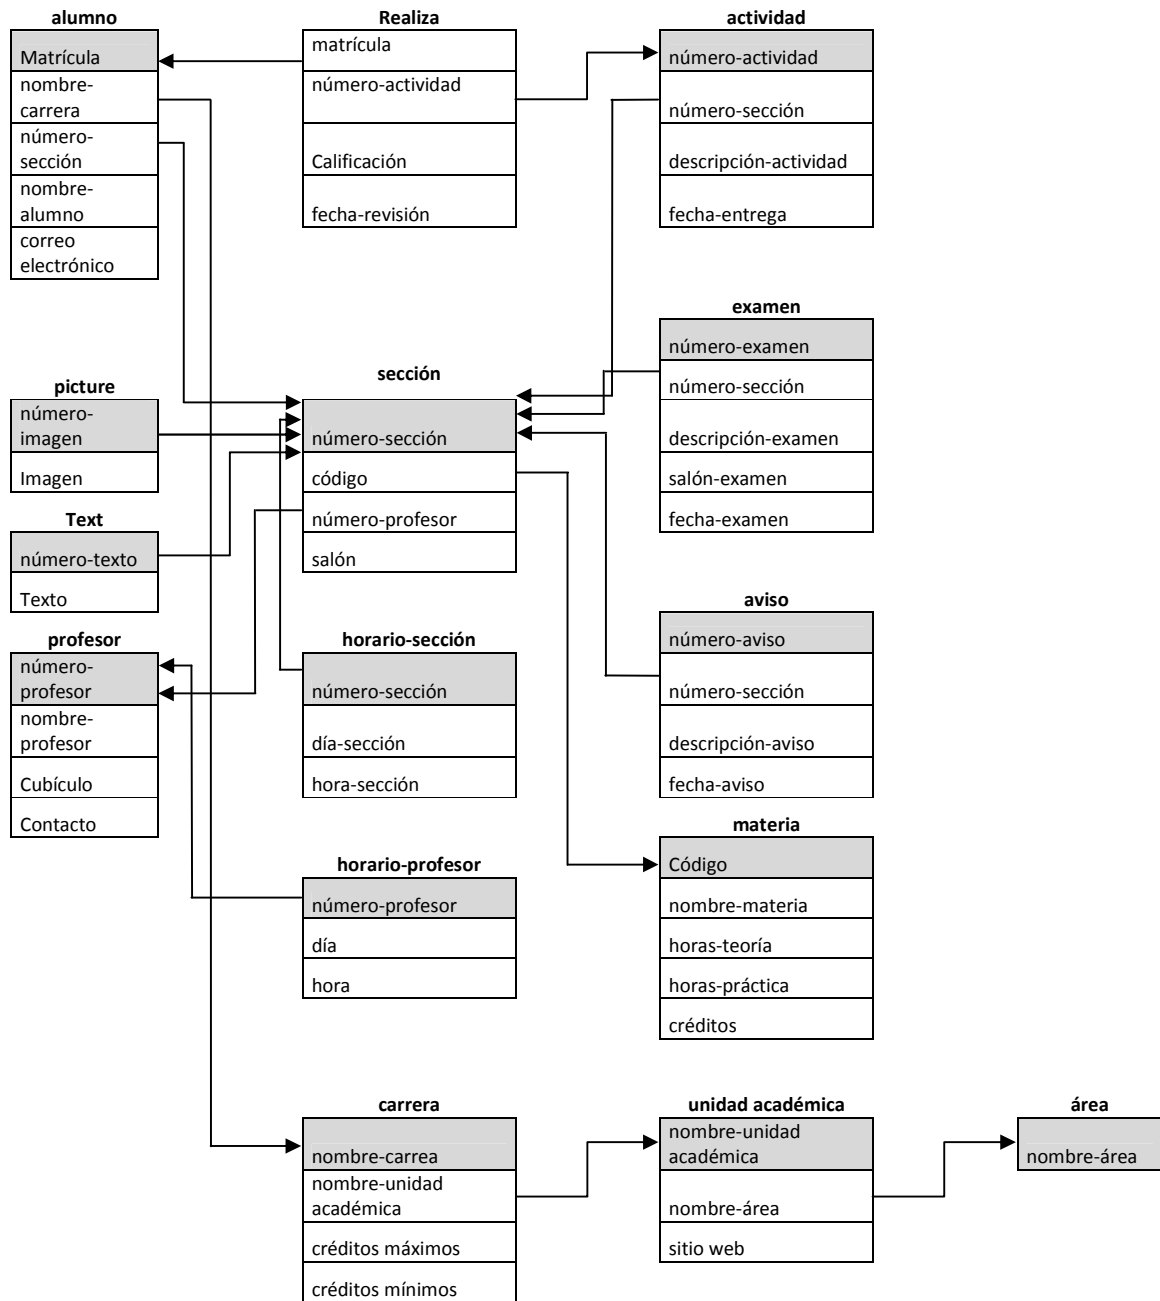 alumno
Matrícula
nombre-
carrera
número-
sección
nombre-
alumno
correo
electrónico
Realiza
matrícula
número-actividad
Calificación
fecha-revisión
actividad
número-actividad
número-sección
descripción-actividad
fecha-entrega
examen
número-examen
número-sección
descripción-examen
salón-examen
fecha-examen
picture
número-
imagen
Imagen
sección
número-sección
código
número-profesor
salón
Text
número-texto
Texto
aviso
número-aviso
número-sección
descripción-aviso
fecha-aviso
profesor
número-
profesor
nombre-
profesor
Cubículo
Contacto
horario-sección
número-sección
día-sección
hora-sección
materia
Código
nombre-materia
horas-teoría
horas-práctica
créditos
horario-profesor
número-profesor
día
hora
carrera
nombre-carrea
nombre-unidad
académica
créditos máximos
créditos mínimos
unidad académica
nombre-unidad
académica
nombre-área
sitio web
área
nombre-área